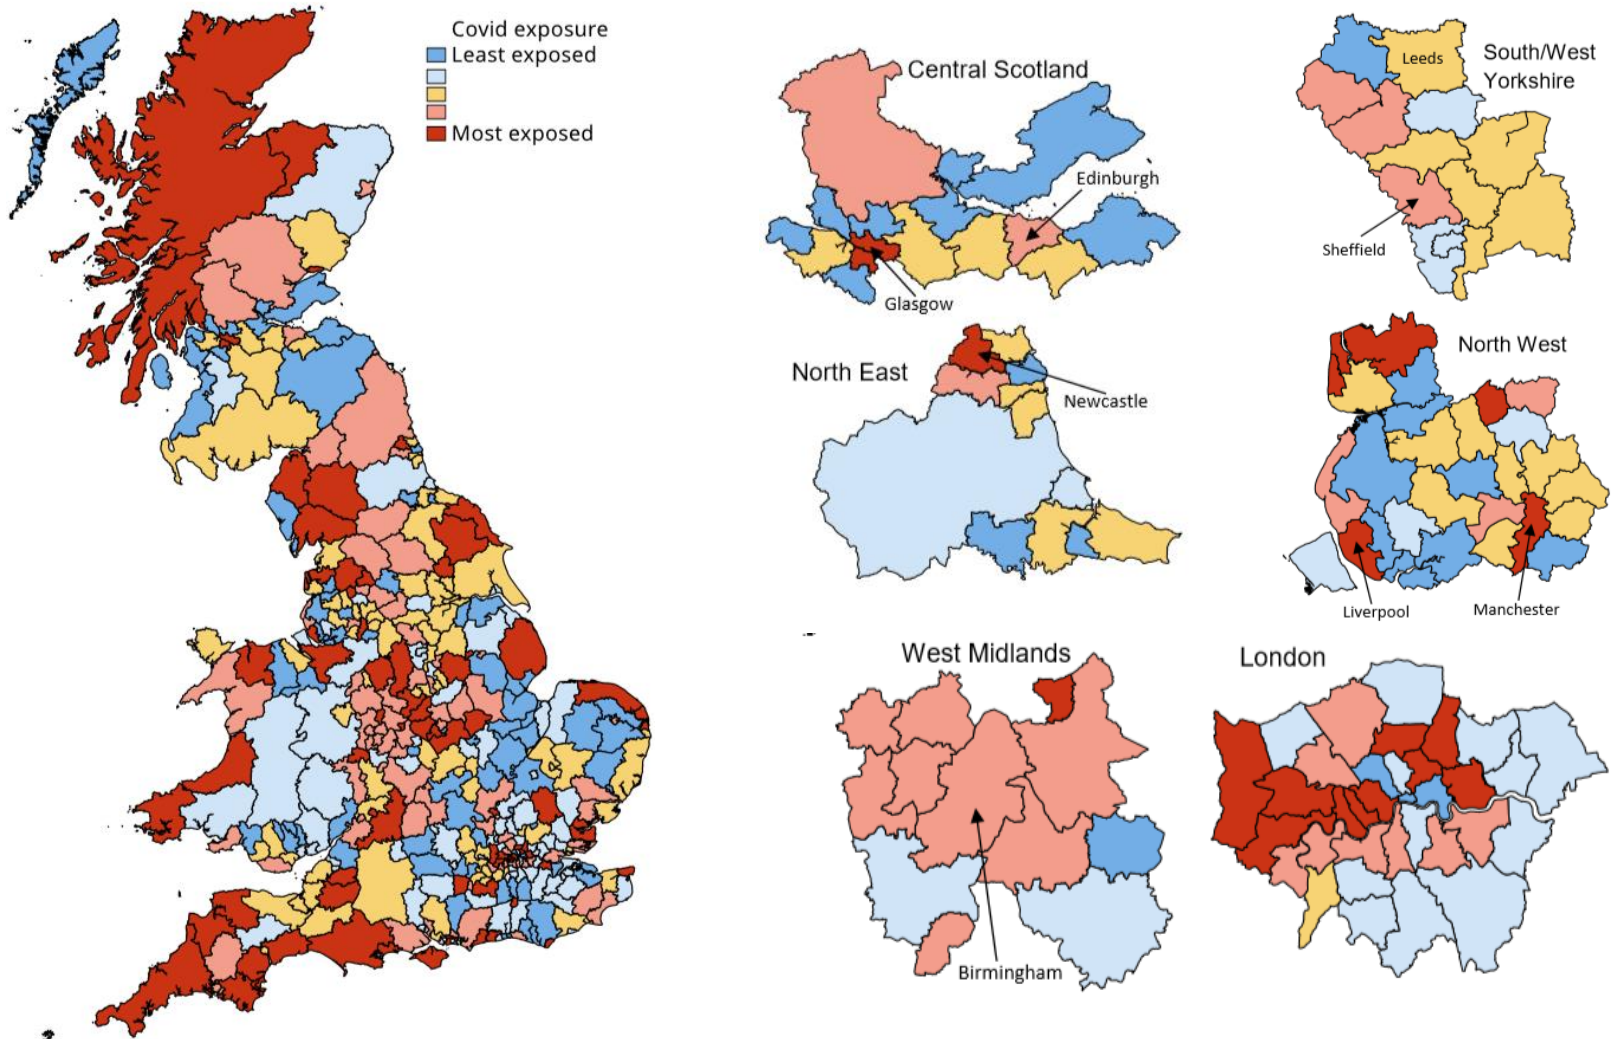 Covid exposure
Least exposed
Most exposed
Central Scotland
Edinburgh
Glasgow
South/West
Yorkshire
Leeds
Sheffield
North East
Newcastle
North West
Liverpool
Manchester
West Midlands
Birmingham
London